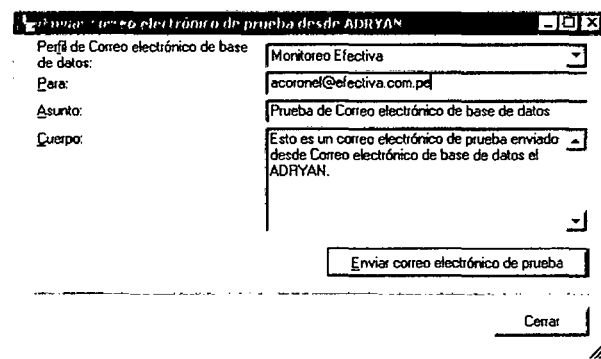 Enviar correo electrónico de prueba desde ADRYAN
Perfil de Correo electrónico de base
de datos:
Monitoreo Efectiva
Para:
acoronel@efectiva.com.pe
Asunto:
Prueba de Correo electrónico de base de datos
Cuerpo:
Esto es un correo electrónico de prueba enviado
desde Correo electrónico de base de datos el
ADRYAN.
Enviar correo electrónico de prueba
Cerrar